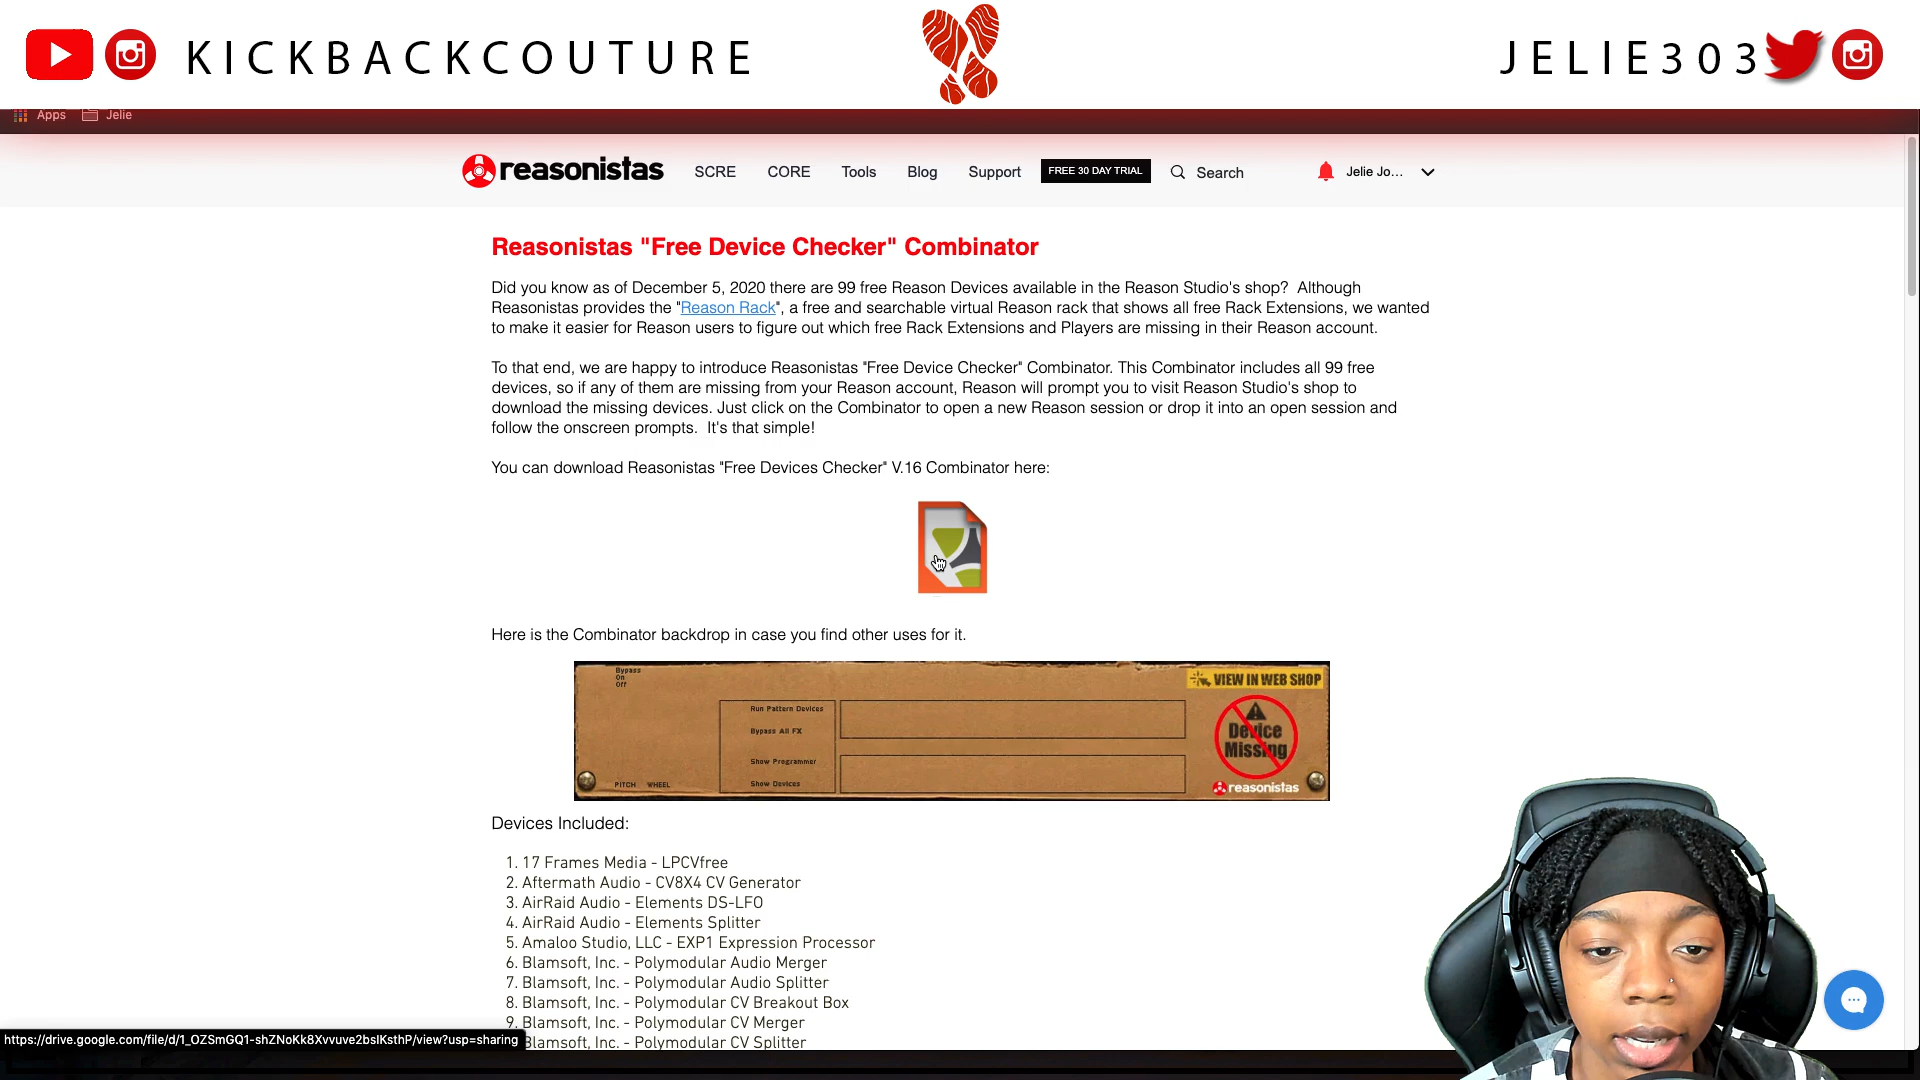 KICKBACKCOUTURE
JELIE303
Apps
Jelie
reasonistas
SCRE
CORE
Tools
Blog
Support
FREE 30 DAY TRIAL
Search
Jelie Jo...
Reasonistas "Free Device Checker" Combinator
Did you know as of December 5, 2020 there are 99 free Reason Devices available in the Reason Studio's shop?  Although
Reasonistas provides the "Reason Rack", a free and searchable virtual Reason rack that shows all free Rack Extensions, we wanted
to make it easier for Reason users to figure out which free Rack Extensions and Players are missing in their Reason account.
To that end, we are happy to introduce Reasonistas "Free Device Checker" Combinator. This Combinator includes all 99 free
devices, so if any of them are missing from your Reason account, Reason will prompt you to visit Reason Studio's shop to
download the missing devices. Just click on the Combinator to open a new Reason session or drop it into an open session and
follow the onscreen prompts.  It's that simple!
You can download Reasonistas "Free Devices Checker" V.16 Combinator here:
Here is the Combinator backdrop in case you find other uses for it.
Bypass
On
Off
VIEW IN WEB SHOP
Run Pattern Devices
Bypass All FX
Show Programmer
Show Devices
PITCH WHEEL
Device
Missing
reasonistas
Devices Included:
1. 17 Frames Media - LPCVfree
2. Aftermath Audio - CV8X4 CV Generator
3. AirRaid Audio - Elements DS-LFO
4. AirRaid Audio - Elements Splitter
5. Amaloo Studio, LLC - EXP1 Expression Processor
6. Blamsoft, Inc. - Polymodular Audio Merger
7. Blamsoft, Inc. - Polymodular Audio Splitter
8. Blamsoft, Inc. - Polymodular CV Breakout Box
9. Blamsoft, Inc. - Polymodular CV Merger
Blamsoft, Inc. - Polymodular CV Splitter
https://drive.google.com/file/d/1_OZSmGQ1-shZNoKk8Xvvuve2bsIKsthP/view?usp=sharing